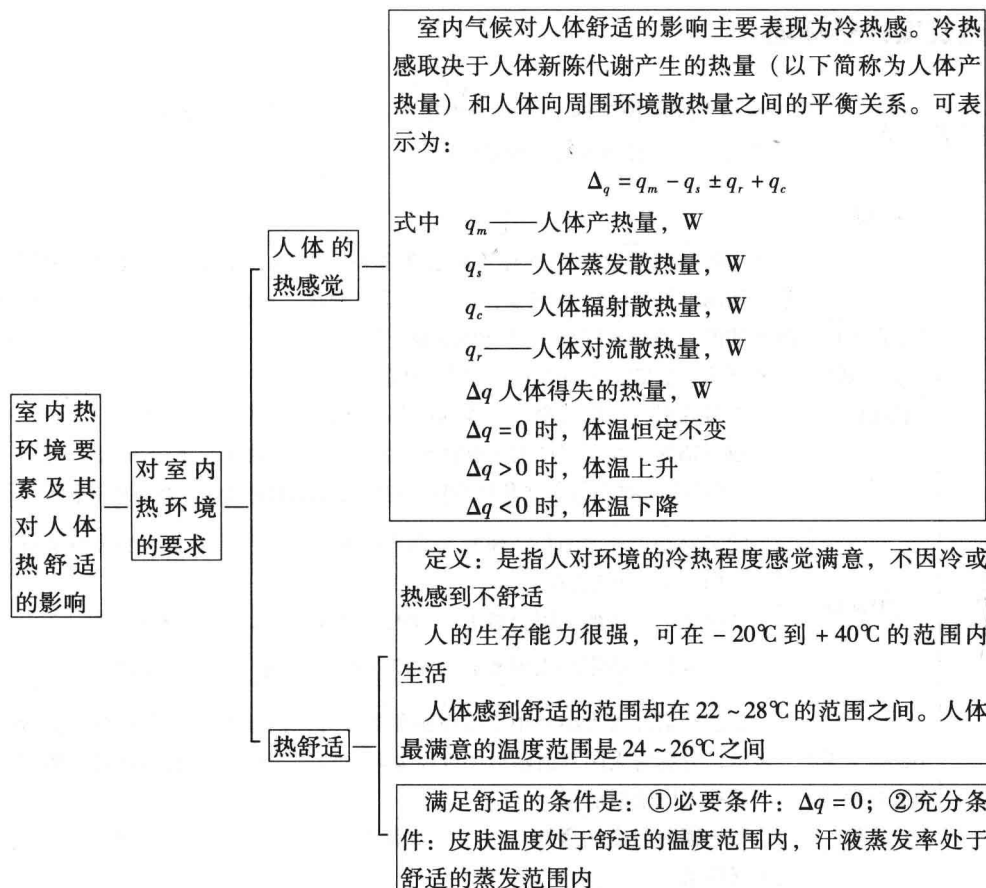 室内热
环境要
素及其
对人体
热舒适
的影响
对室内
热环境
的要求
人体的
热感觉
室内气候对人体舒适的影响主要表现为冷热感。冷热
感取决于人体新陈代谢产生的热量（以下简称为人体产
热量）和人体向周围环境散热量之间的平衡关系。可表
示为：
Δq = qm − qs ± qr + qc
式中 qm——人体产热量，W
qs——人体蒸发散热量，W
qc——人体辐射散热量，W
qr——人体对流散热量，W
Δq 人体得失的热量，W
Δq = 0 时，体温恒定不变
Δq > 0 时，体温上升
Δq < 0 时，体温下降
热舒适
定义：是指人对环境的冷热程度感觉满意，不因冷或
热感到不舒适
人的生存能力很强，可在 − 20℃ 到 + 40℃ 的范围内
生活
人体感到舒适的范围却在 22 ~ 28℃ 的范围之间。人体
最满意的温度范围是 24 ~ 26℃ 之间
满足舒适的条件是：①必要条件：Δq = 0；②充分条
件：皮肤温度处于舒适的温度范围内，汗液蒸发率处于
舒适的蒸发范围内